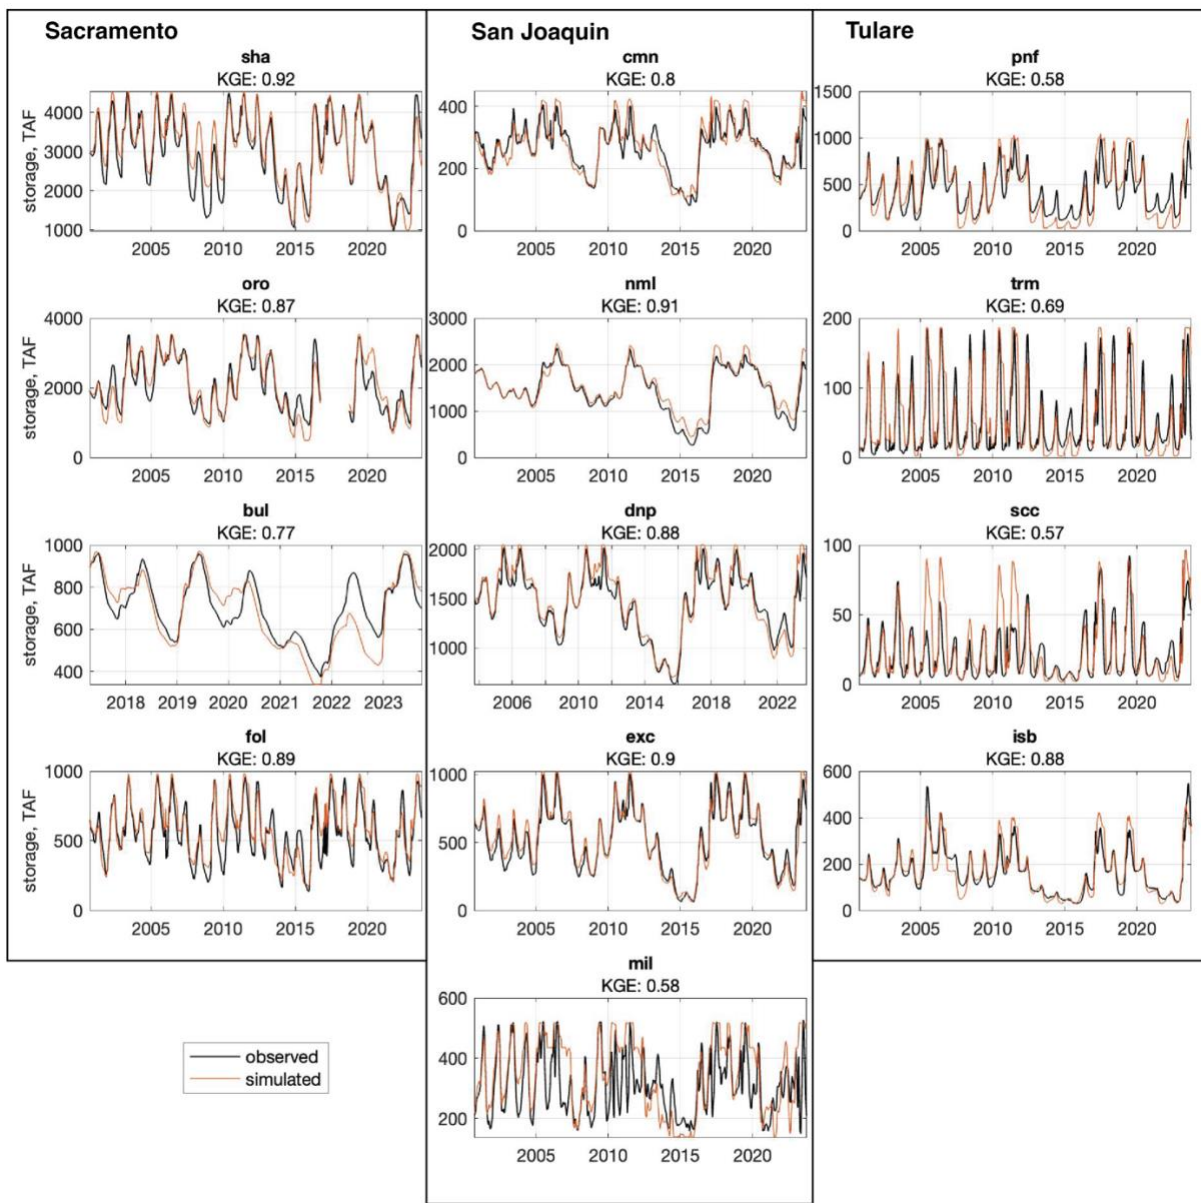 Sacramento
sha
KGE: 0.92
storage, TAF
4000
3000
2000
1000
2005 2010 2015 2020
oro
KGE: 0.87
4000
2000
0
2005 2010 2015 2020
bul
KGE: 0.77
1000
800
600
400
2018 2019 2020 2021 2022 2023
fol
KGE: 0.89
storage, TAF
1000
500
0
2005 2010 2015 2020
San Joaquin
cmn
KGE: 0.8
400
200
0
2005 2010 2015 2020
nml
KGE: 0.91
3000
2000
1000
0
2005 2010 2015 2020
dnp
KGE: 0.88
2000
1500
1000
2006 2010 2014 2018 2022
exc
KGE: 0.9
1000
500
0
2005 2010 2015 2020
mil
KGE: 0.58
600
400
200
2005 2010 2015 2020
Tulare
pnf
KGE: 0.58
1500
1000
500
0
2005 2010 2015 2020
trm
KGE: 0.69
200
100
0
2005 2010 2015 2020
scc
KGE: 0.57
100
50
0
2005 2010 2015 2020
isb
KGE: 0.88
600
400
200
0
2005 2010 2015 2020
observed
simulated